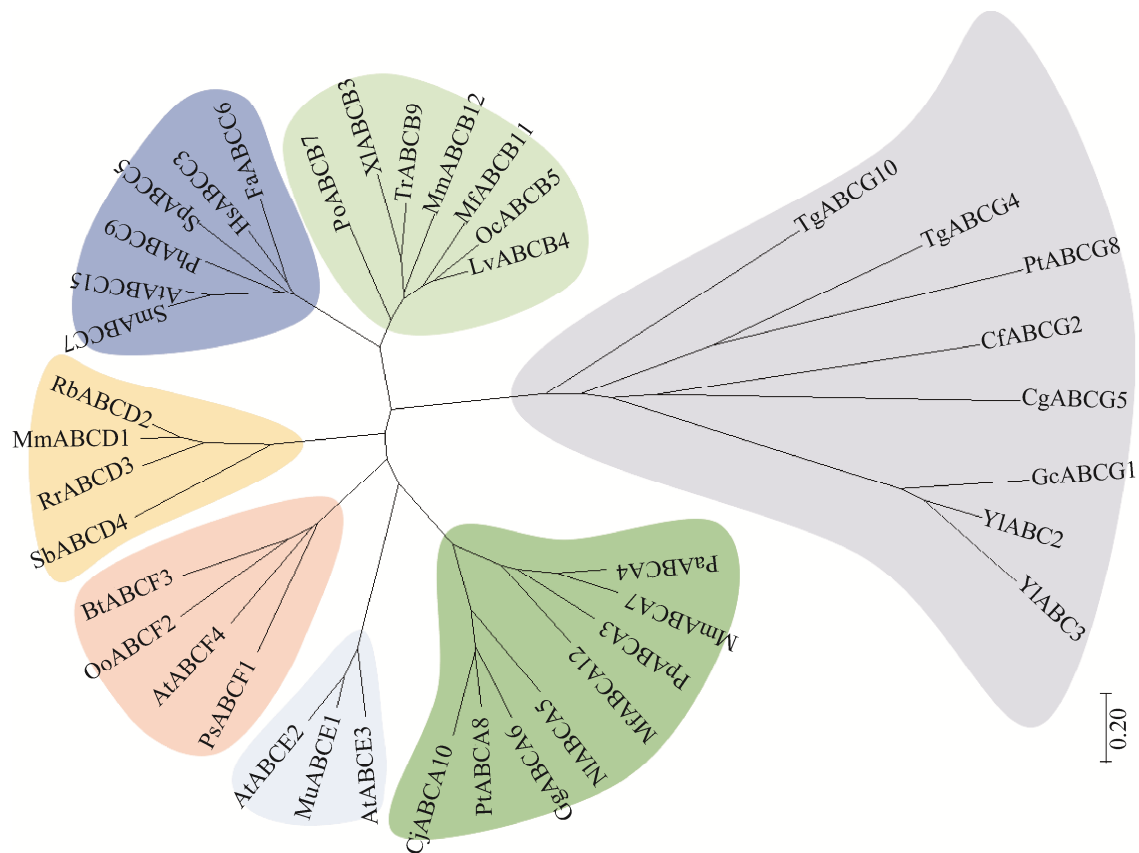 FaABCC6
HsABCC3
SpABCC5
PhABCC9
AtABCC15
SmABCC7
PoABCB7
XlABCB3
TrABCB9
MmABCB12
MfABCB11
OcABCB5
LvABCB4
TgABCG10
TgABCG4
PtABCG8
CfABCG2
CgABCG5
GcABCG1
YlABC2
YlABC3
RbABCD2
MmABCD1
RrABCD3
SbABCD4
BtABCF3
OoABCF2
AtABCF4
PsABCF1
AtABCE2
MuABCE1
AtABCE3
CjABCA10
PtABCA8
GgABCA6
NlABCA5
MfABCA12
PpABCA3
MmABCA7
PaABCA4
0.20